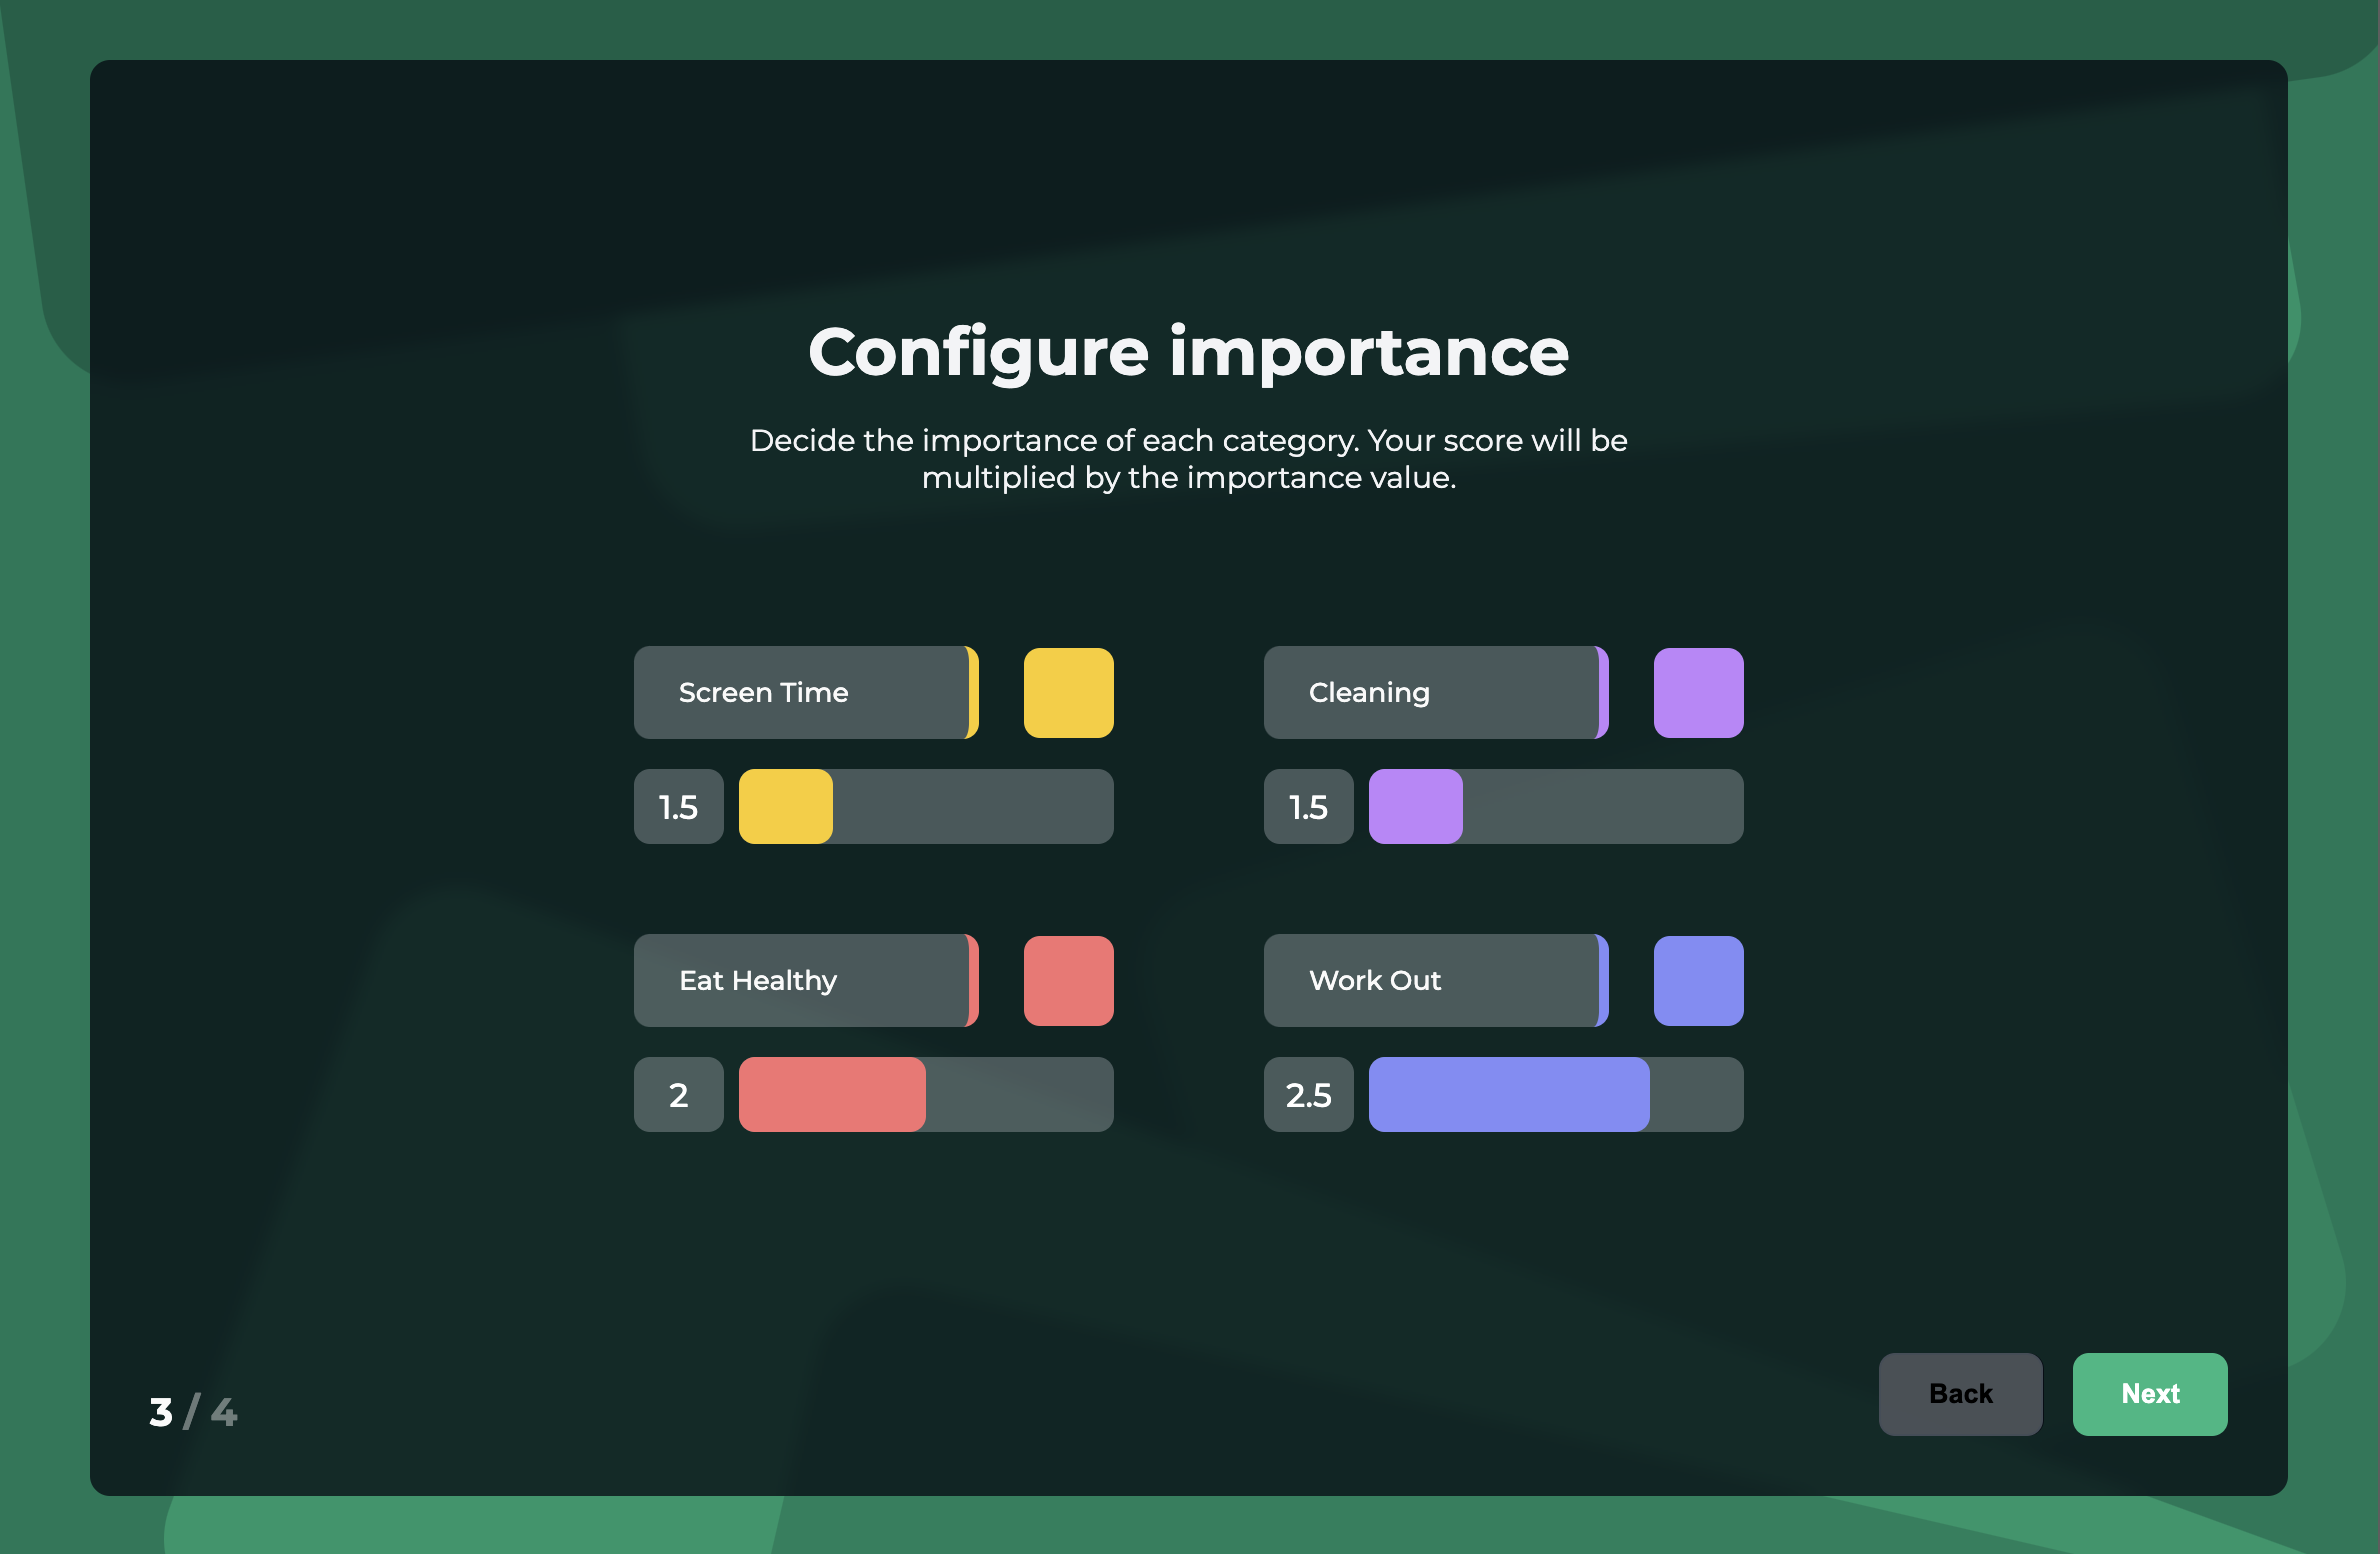 Configure importance
Decide the importance of each category. Your score will be
multiplied by the importance value.
Screen Time
1.5
Cleaning
1.5
Eat Healthy
2
Work Out
2.5
3 / 4
Back
Next